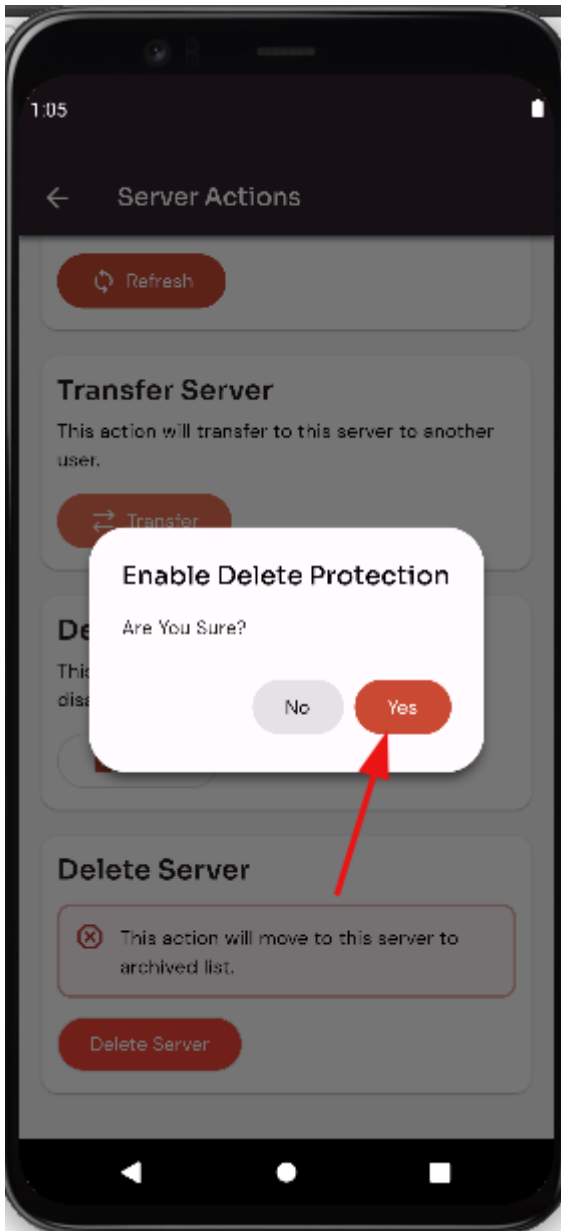 1:05
Server Actions
Refresh
Transfer Server
This action will transfer to this server to another
user.
Transfer
Enable Delete Protection
Are You Sure?
No
Yes
Delete Server
This action will move to this server to
archived list.
Delete Server